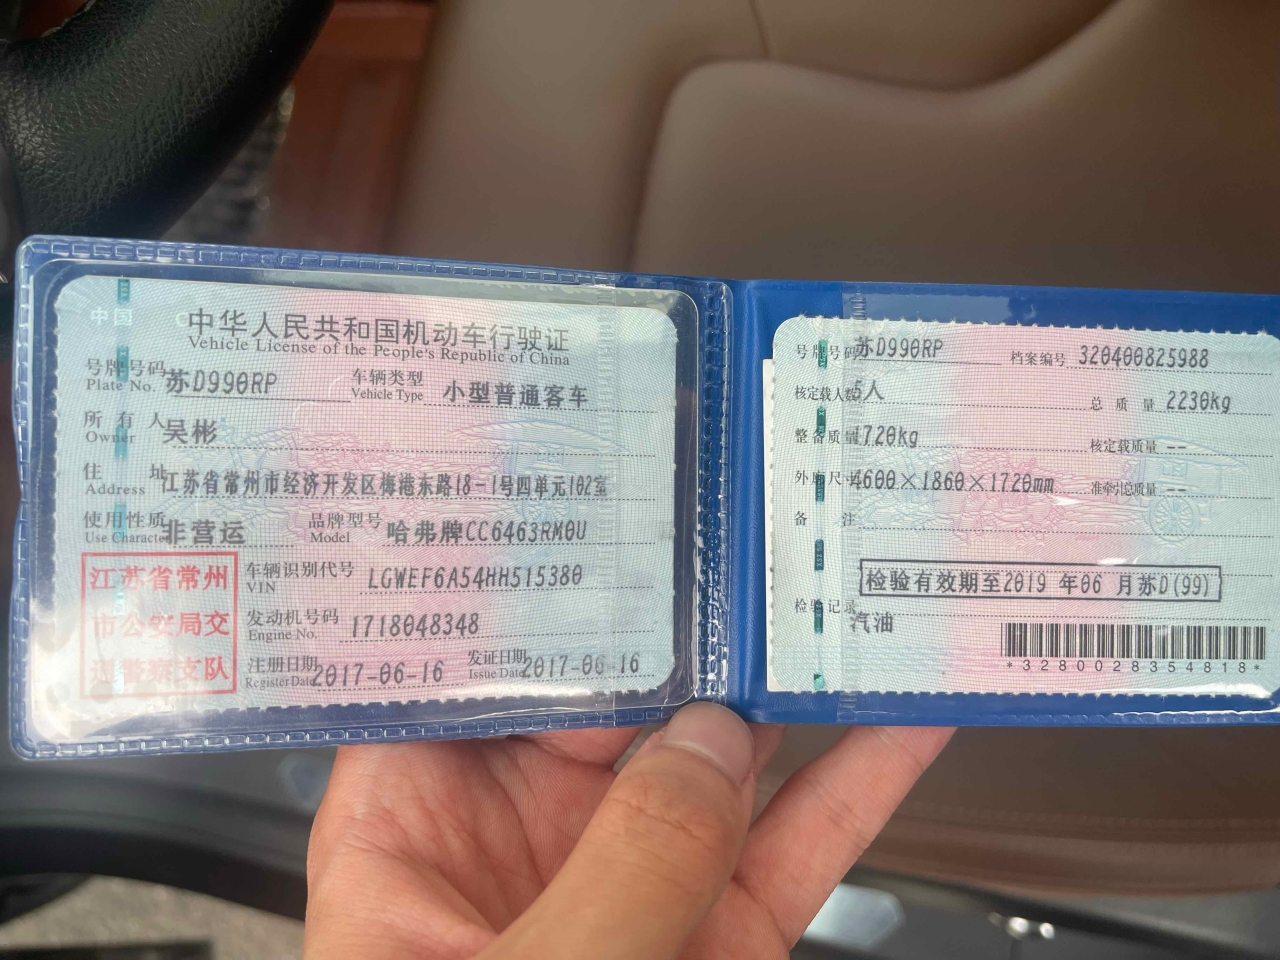 中国
中华人民共和国机动车行驶证
Vehicle License of the People's Republic of China
号牌号码 苏D990RP 车辆类型 小型普通客车
Plate No. Vehicle Type
所有人 吴彬
Owner
住址 江苏省常州市经济开发区梅港东路18-1号四单元102室
Address
使用性质 非营运 品牌型号 哈弗牌CC6463RM0U
Use Character Model
江苏省常州
市公安局交
通警察支队
车辆识别代号 LGWEF6A54HH515380
VIN
发动机号码 1718048348
Engine No.
注册日期 2017-06-16 发证日期 2017-06-16
Register Date Issue Date
号牌号码 苏D990RP 档案编号 320400825988
核定载人数 5人 总质量 2230kg
整备质量 1720kg 核定载质量 --
外廓尺寸 4600×1860×1720mm 准牵引总质量 --
备注
检验有效期至2019 年06 月苏D(99)
检验记录
汽油
*3280028354818*